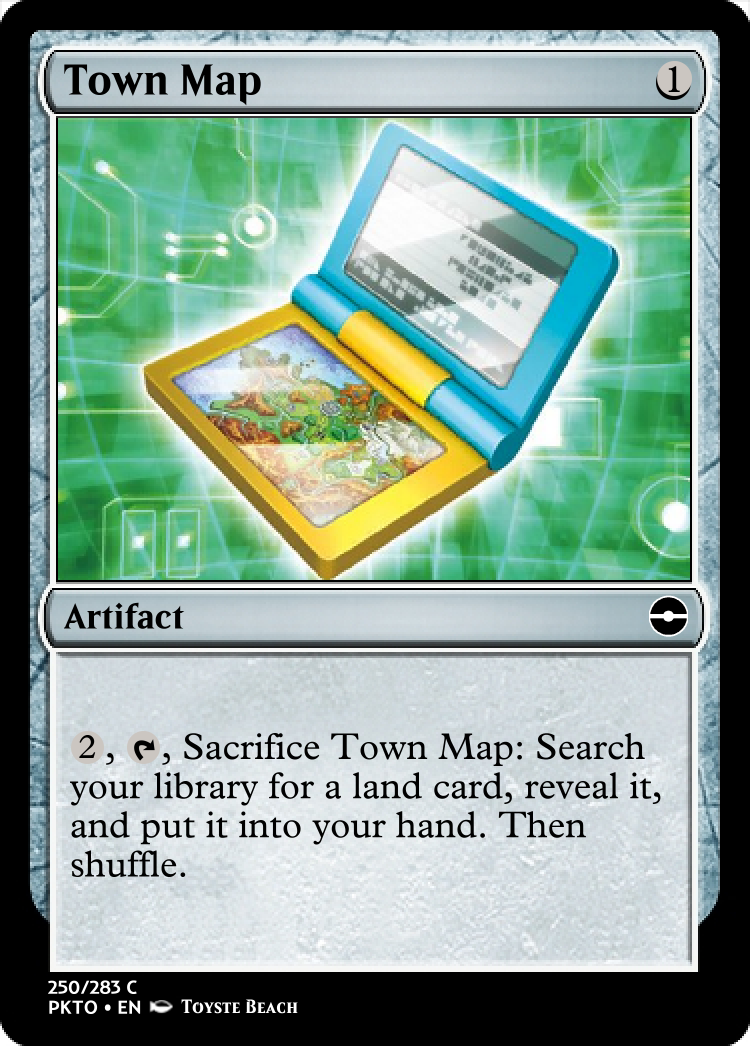 Town Map 1
Artifact
2, , Sacrifice Town Map: Search
your library for a land card, reveal it,
and put it into your hand. Then
shuffle.
250/283 C
PKTO • EN Toyste Beach